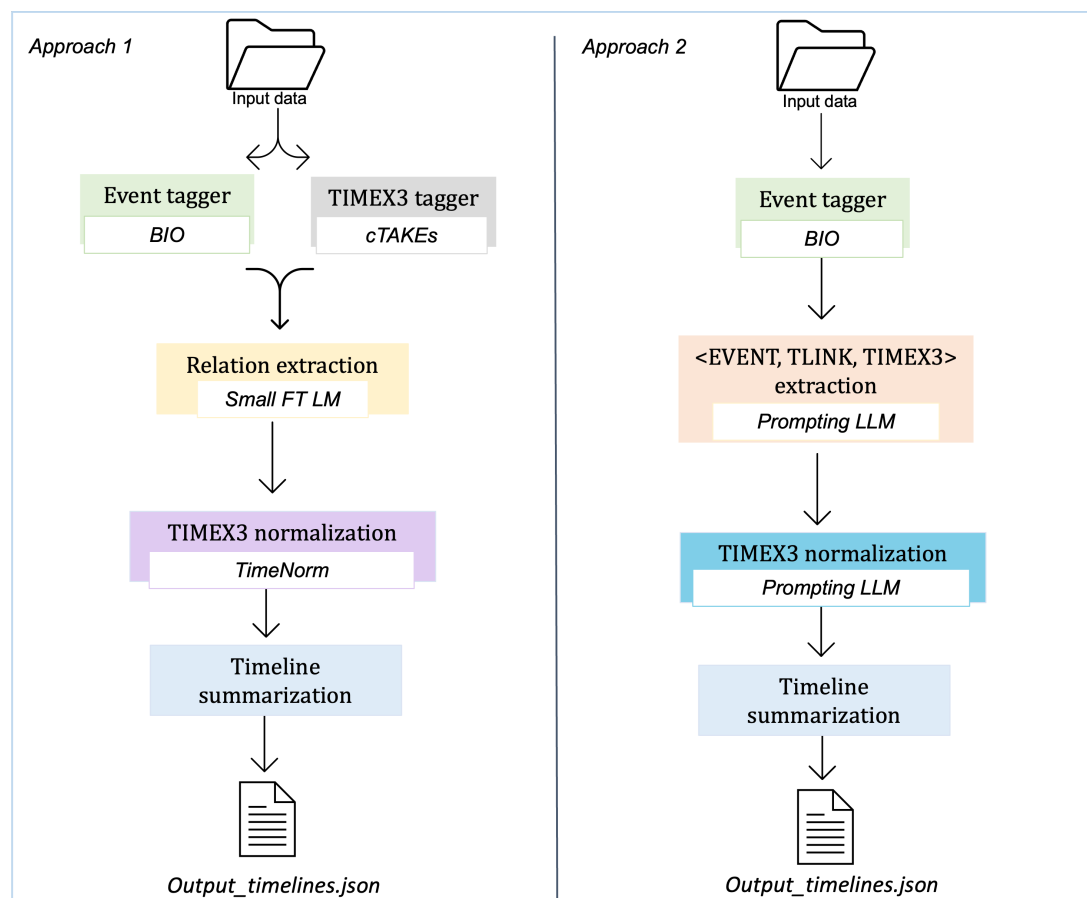 Approach 1
Input data
Event tagger
BIO
TIMEX3 tagger
cTAKEs
Relation extraction
Small FT LM
TIMEX3 normalization
TimeNorm
Timeline
summarization
Output_timelines.json
Approach 2
Input data
Event tagger
BIO
<EVENT, TLINK, TIMEX3>
extraction
Prompting LLM
TIMEX3 normalization
Prompting LLM
Timeline
summarization
Output_timelines.json